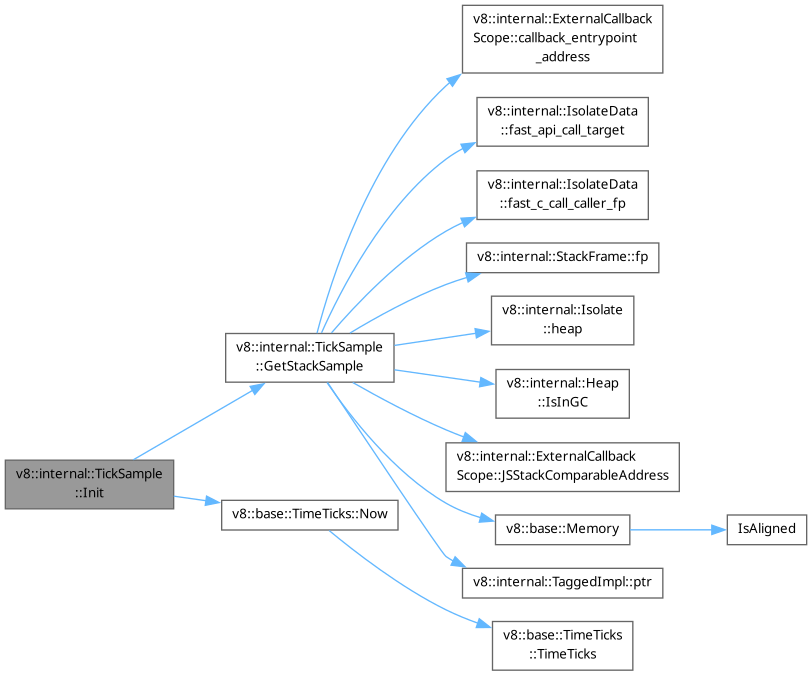 v8::internal::ExternalCallback
Scope::callback_entrypoint
_address
v8::internal::IsolateData
::fast_api_call_target
v8::internal::IsolateData
::fast_c_call_caller_fp
v8::internal::StackFrame::fp
v8::internal::Isolate
::heap
v8::internal::TickSample
::GetStackSample
v8::internal::Heap
::IsInGC
v8::internal::ExternalCallback
Scope::JSStackComparableAddress
v8::internal::TickSample
::Init
v8::base::TimeTicks::Now
v8::base::Memory
IsAligned
v8::internal::TaggedImpl::ptr
v8::base::TimeTicks
::TimeTicks